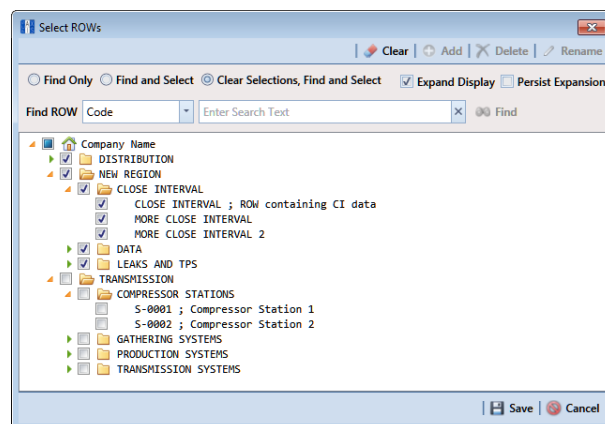 Select ROWs
Clear Add Delete Rename
Find Only Find and Select Clear Selections, Find and Select Expand Display Persist Expansion
Find ROW Code Enter Search Text Find
Company Name
DISTRIBUTION
NEW REGION
CLOSE INTERVAL
CLOSE INTERVAL ; ROW containing CI data
MORE CLOSE INTERVAL
MORE CLOSE INTERVAL 2
DATA
LEAKS AND TPS
TRANSMISSION
COMPRESSOR STATIONS
S-0001 ; Compressor Station 1
S-0002 ; Compressor Station 2
GATHERING SYSTEMS
PRODUCTION SYSTEMS
TRANSMISSION SYSTEMS
Save Cancel